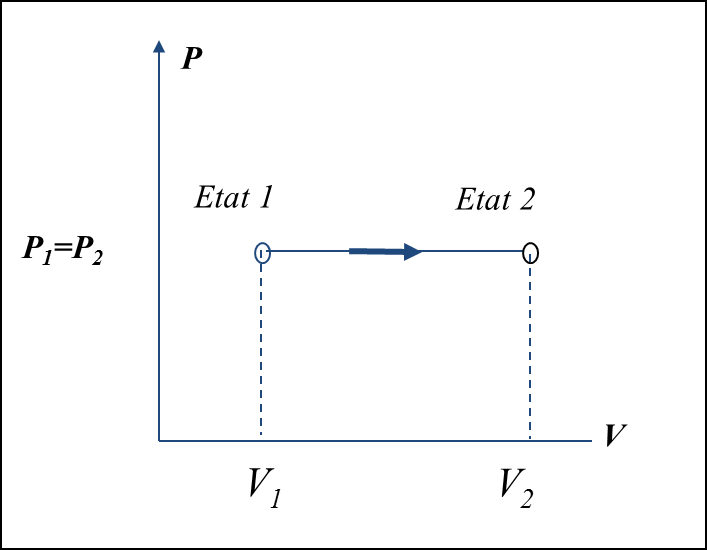 P
Etat 1
Etat 2
P₁=P₂
V
V₁
V₂